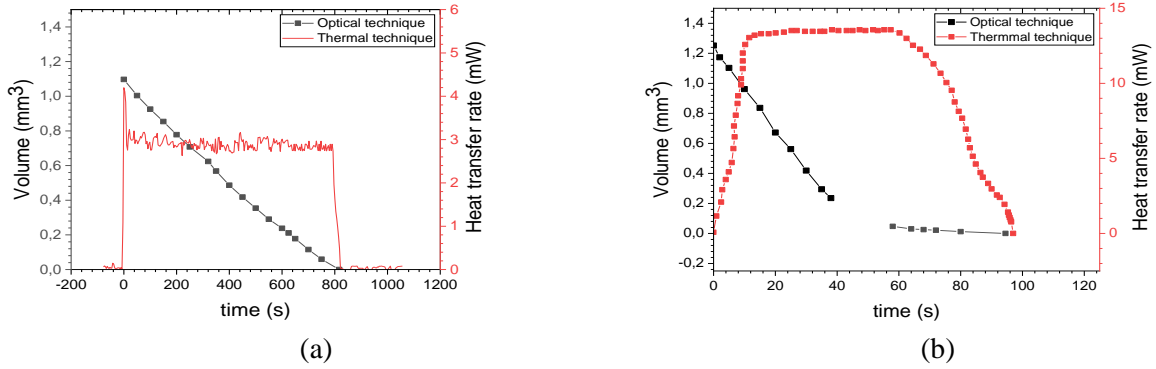 Optical technique
Thermal technique
Volume (mm3)
Heat transfer rate (mW)
1,4
1,2
1,0
0,8
0,6
0,4
0,2
0,0
6
5
4
3
2
1
0
-200 0 200 400 600 800 1000 1200
time (s)
(a)
Optical technique
Thermmal technique
Volume (mm3)
Heat transfer rate (mW)
1,4
1,2
1,0
0,8
0,6
0,4
0,2
0,0
-0,2
15
10
5
0
0 20 40 60 80 100 120
time (s)
(b)